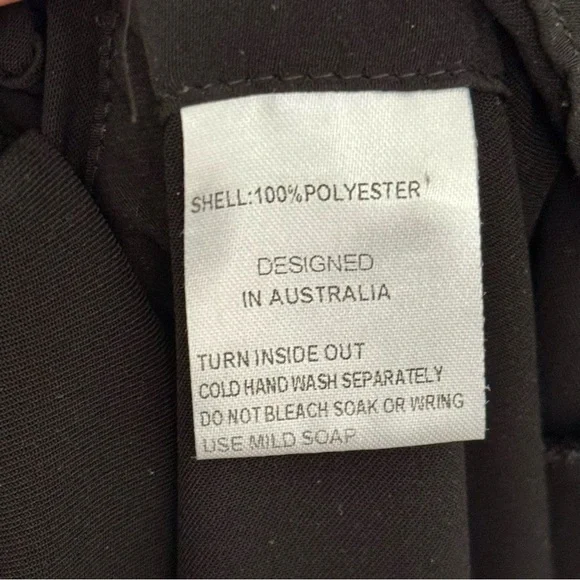 SHELL:100%POLYESTER
DESIGNED
IN AUSTRALIA
TURN INSIDE OUT
COLD HAND WASH SEPARATELY
DO NOT BLEACH SOAK OR WRING
USE MILD SOAP